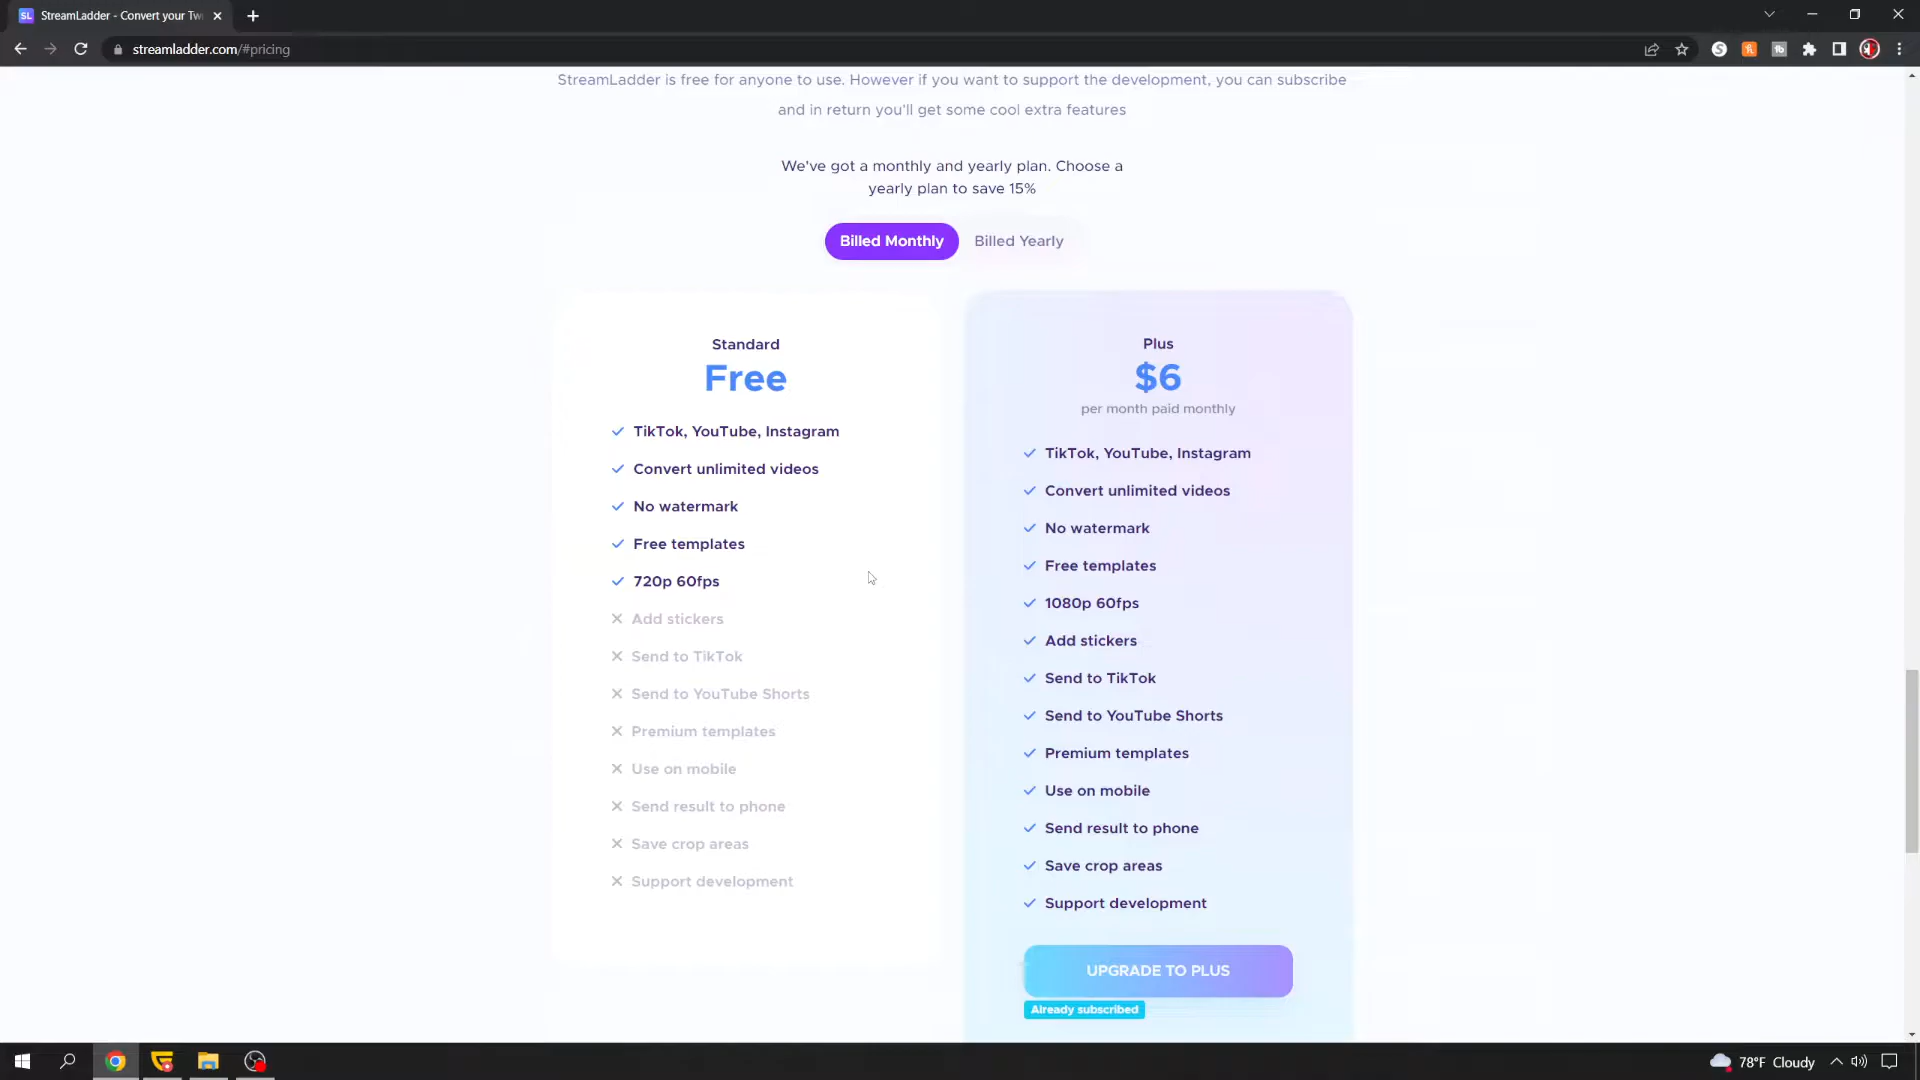 SL StreamLadder - Convert your Tw
streamladder.com/#pricing
StreamLadder is free for anyone to use. However if you want to support the development, you can subscribe
and in return you'll get some cool extra features
We've got a monthly and yearly plan. Choose a
yearly plan to save 15%
Billed Monthly
Billed Yearly
Standard
Free
TikTok, YouTube, Instagram
Convert unlimited videos
No watermark
Free templates
720p 60fps
Add stickers
Send to TikTok
Send to YouTube Shorts
Premium templates
Use on mobile
Send result to phone
Save crop areas
Support development
Plus
$6
per month paid monthly
TikTok, YouTube, Instagram
Convert unlimited videos
No watermark
Free templates
1080p 60fps
Add stickers
Send to TikTok
Send to YouTube Shorts
Premium templates
Use on mobile
Send result to phone
Save crop areas
Support development
UPGRADE TO PLUS
Already subscribed
78°F Cloudy